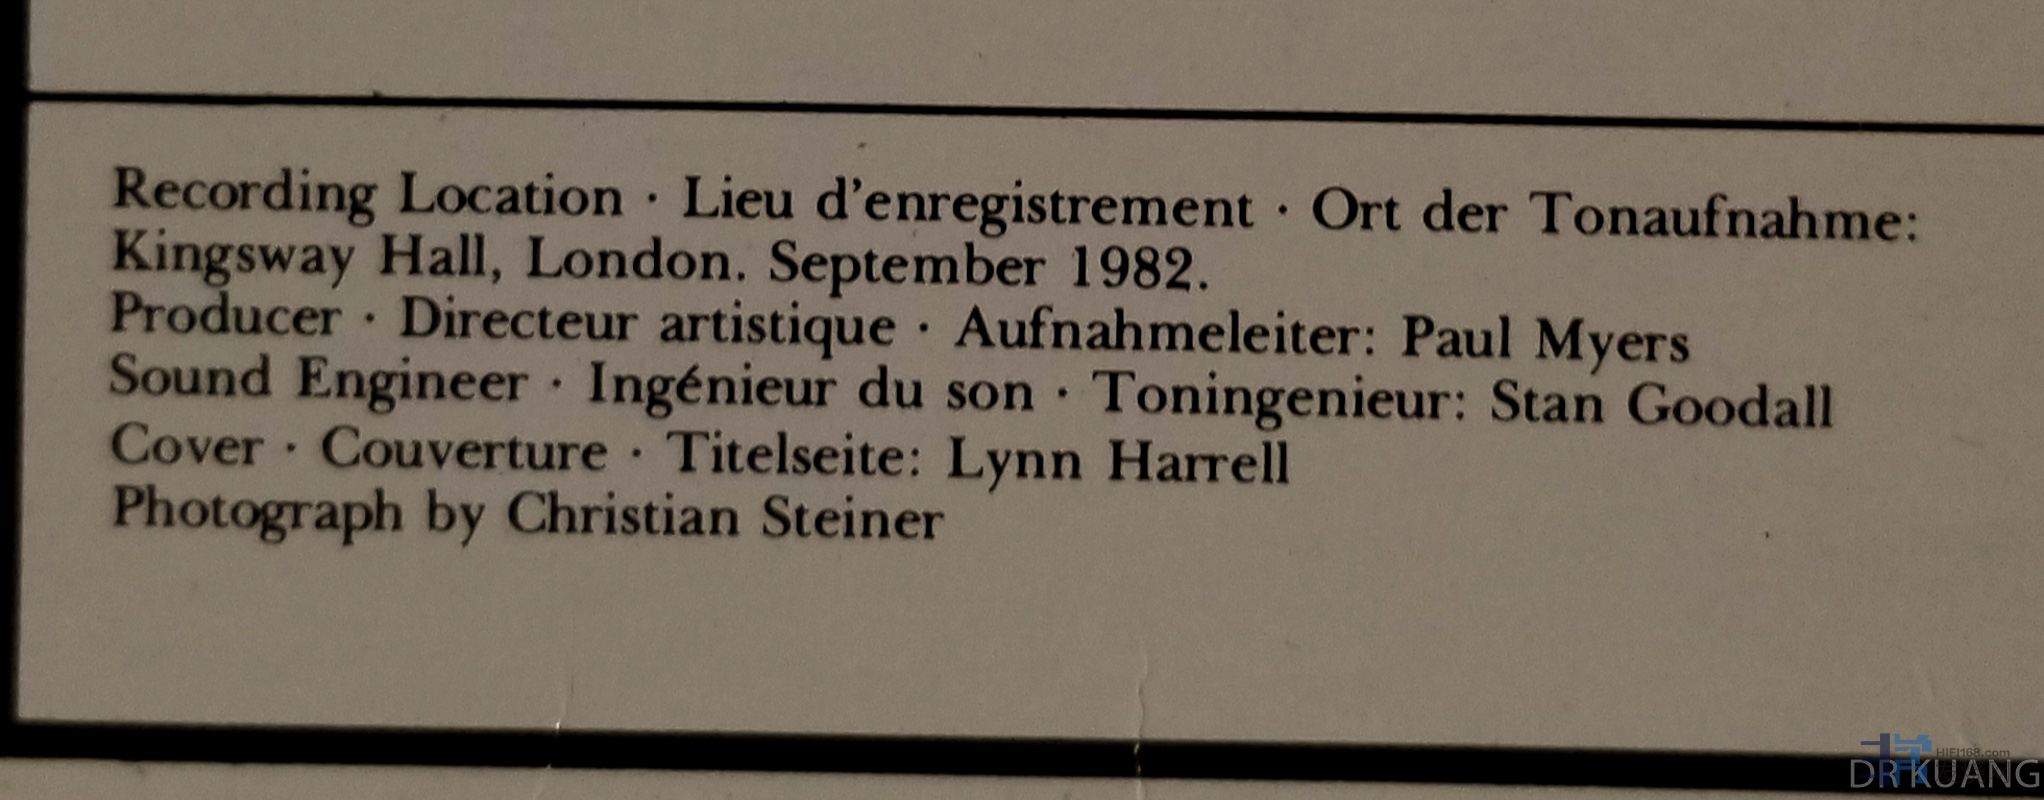 Recording Location · Lieu d'enregistrement · Ort der Tonaufnahme:
Kingsway Hall, London. September 1982.
Producer · Directeur artistique · Aufnahmeleiter: Paul Myers
Sound Engineer · Ingénieur du son · Toningenieur: Stan Goodall
Cover · Couverture · Titelseite: Lynn Harrell
Photograph by Christian Steiner
HIFI168.com
DR KUANG